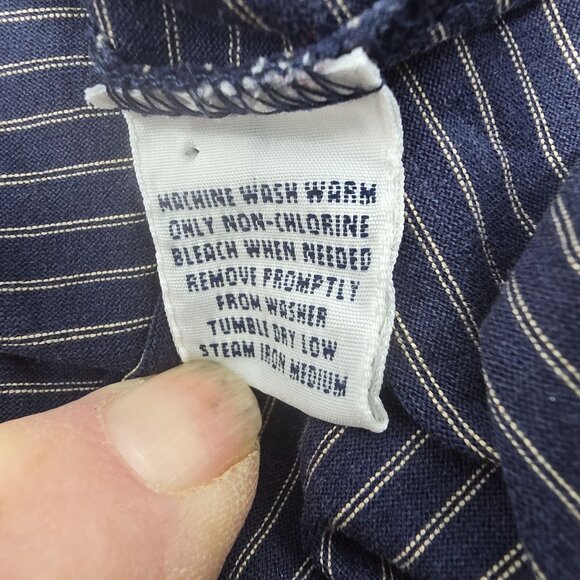 MACHINE WASH WARM
ONLY NON-CHLORINE
BLEACH WHEN NEEDED
REMOVE PROMPTLY
FROM WASHER
TUMBLE DRY LOW
STEAM IRON MEDIUM